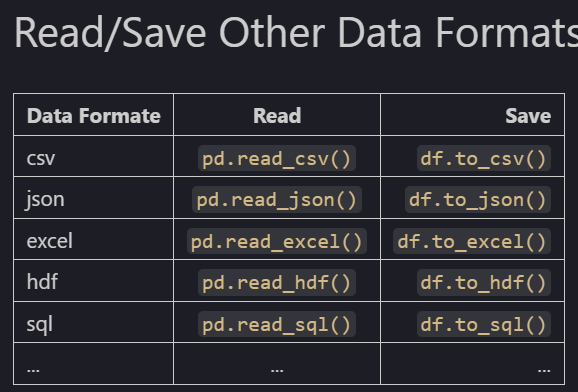 Read/Save Other Data Formats
Data Formate Read Save
csv pd.read_csv() df.to_csv()
json pd.read_json() df.to_json()
excel pd.read_excel() df.to_excel()
hdf pd.read_hdf() df.to_hdf()
sql pd.read_sql() df.to_sql()
... ... ...